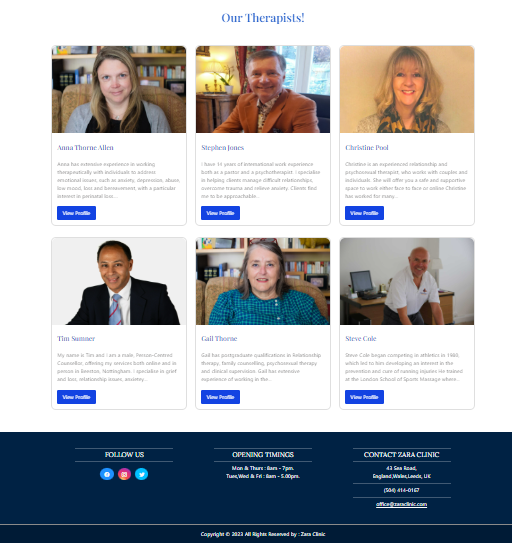 Our Therapists!
Anna Thorne Allen
Anna has extensive experience in working
therapeutically with individuals to address
emotional issues, such as anxiety, depression, abuse,
low mood, loss and bereavement, with a particular
interest in perinatal loss...
View Profile
Stephen Jones
I have 14 years of international work experience
both as a pastor and a psychotherapist. I specialise
in helping clients manage difficult relationships,
overcome trauma and relieve anxiety. Clients find
me to be approachable...
View Profile
Christine Pool
Christine is an experienced relationship and
psychosexual therapist, who works with couples and
individuals. She will offer you a safe and supportive
space to work either face to face or online Christine
has worked for many...
View Profile
Tim Sumner
My name is Tim and I am a male, Person-Centred
Counsellor, offering my services both online and in
person in Beeston, Nottingham. I specialise in grief
and loss, relationship issues, anxiety...
View Profile
Gail Thorne
Gail has postgraduate qualifications in Relationship
therapy, family counselling, psychosexual therapy
and clinical supervision. Gail has extensive
experience of working in the...
View Profile
Steve Cole
Steve Cole began competing in athletics in 1980,
which led to him developing an interest in the
prevention and cure of running injuries He trained
at the London School of Sports Massage where...
View Profile
FOLLOW US
OPENING TIMINGS
Mon & Thurs : 8am - 7pm.
Tues,Wed & Fri : 8am - 5.00pm.
CONTACT ZARA CLINIC
43 Sea Road,
England,Wales,Leeds, UK
(504) 414-0167
office@zaraclinic.com
Copyright © 2023 All Rights Reserved by : Zara Clinic